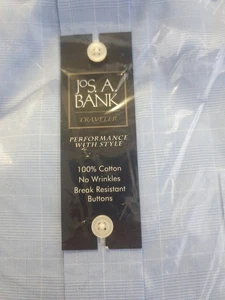 JOS. A.
BANK
TRAVELER
PERFORMANCE
WITH STYLE
100% Cotton
No Wrinkles
Break Resistant
Buttons